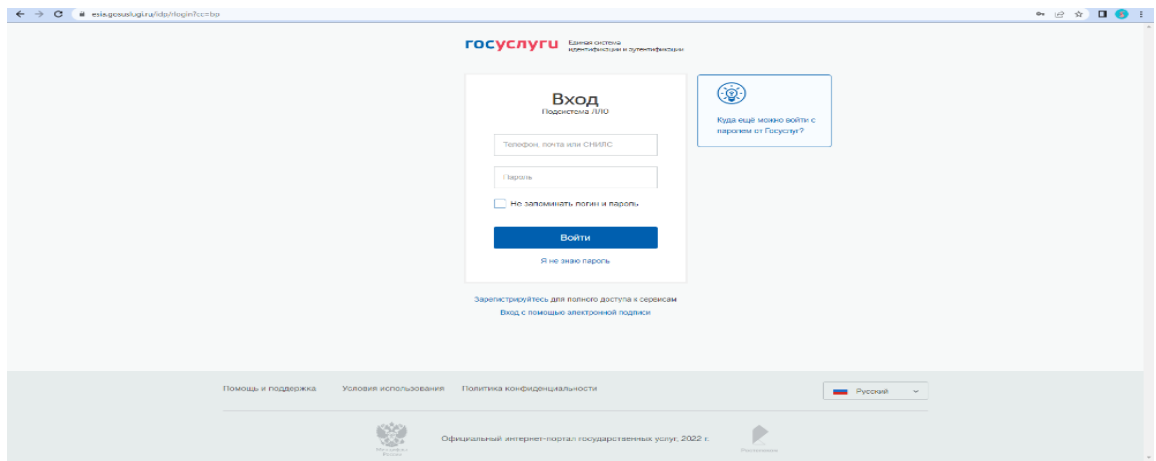 esia.gosuslugi.ru/idp/rlogin?cc=bp
госуслуги
Единая система
идентификации и аутентификации
Вход
Подсистема ЛЛО
Телефон, почта или СНИЛС
Пароль
Не запоминать логин и пароль
Войти
Я не знаю пароль
Куда ещё можно войти с
паролем от Госуслуг?
Зарегистрируйтесь для полного доступа к сервисам
Вход с помощью электронной подписи
Помощь и поддержка Условия использования Политика конфиденциальности
Русский
Официальный интернет-портал государственных услуг, 2022 г.